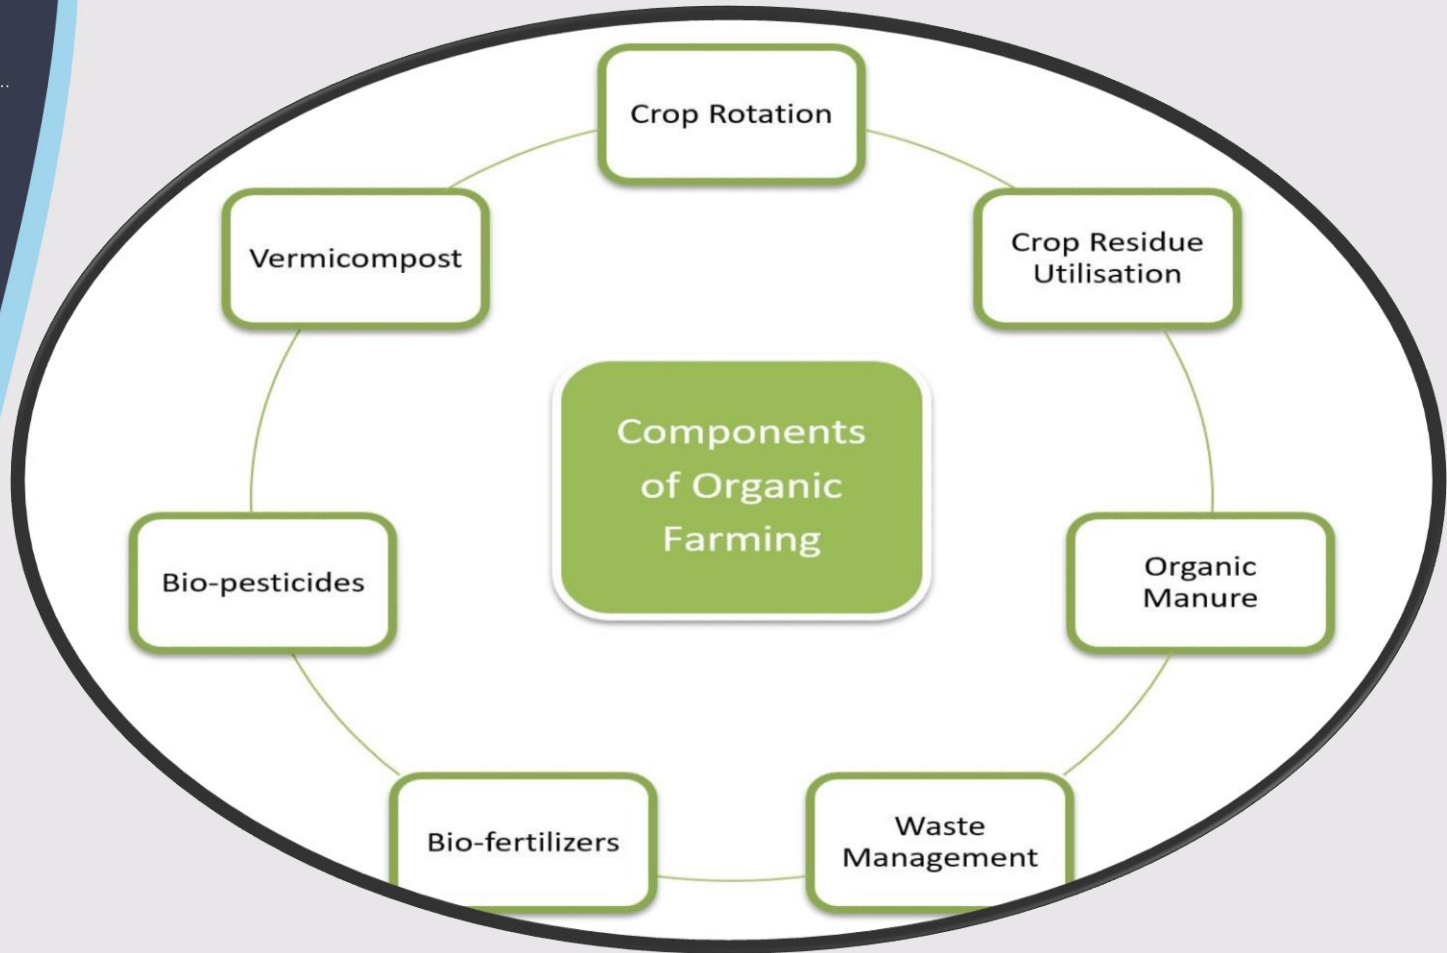 ..
Crop Rotation
Crop Residue
Utilisation
Organic
Manure
Waste
Management
Bio-fertilizers
Bio-pesticides
Vermicompost
Components
of Organic
Farming